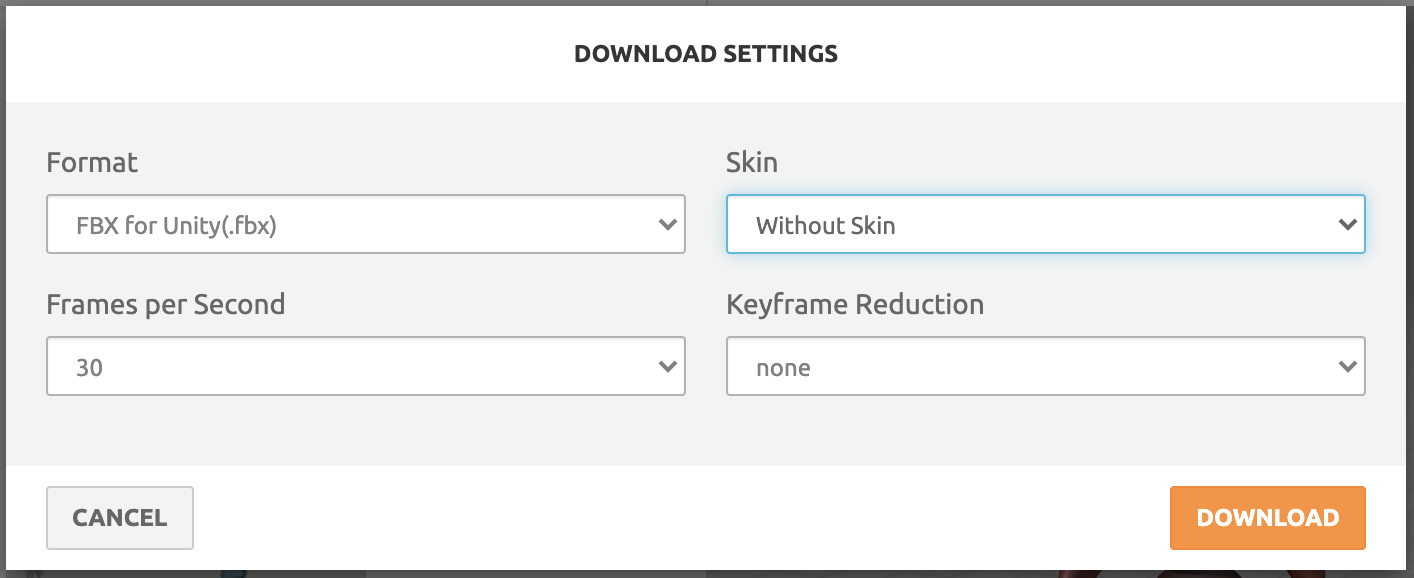 DOWNLOAD SETTINGS
Format
Skin
FBX for Unity(.fbx)
Without Skin
Frames per Second
Keyframe Reduction
30
none
CANCEL
DOWNLOAD